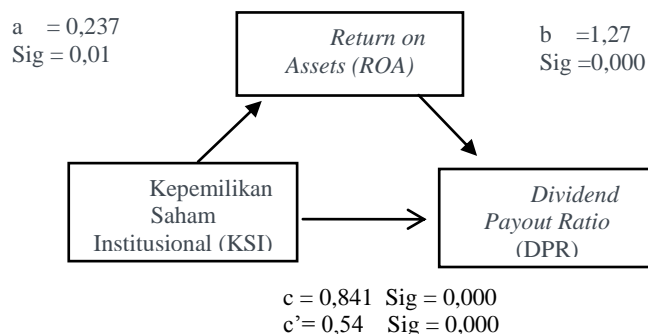 a = 0,237
Sig = 0,01
Return on
Assets (ROA)
b =1,27
Sig =0,000
Kepemilikan
Saham
Institusional (KSI)
Dividend
Payout Ratio
(DPR)
c = 0,841 Sig = 0,000
c’= 0,54 Sig = 0,000